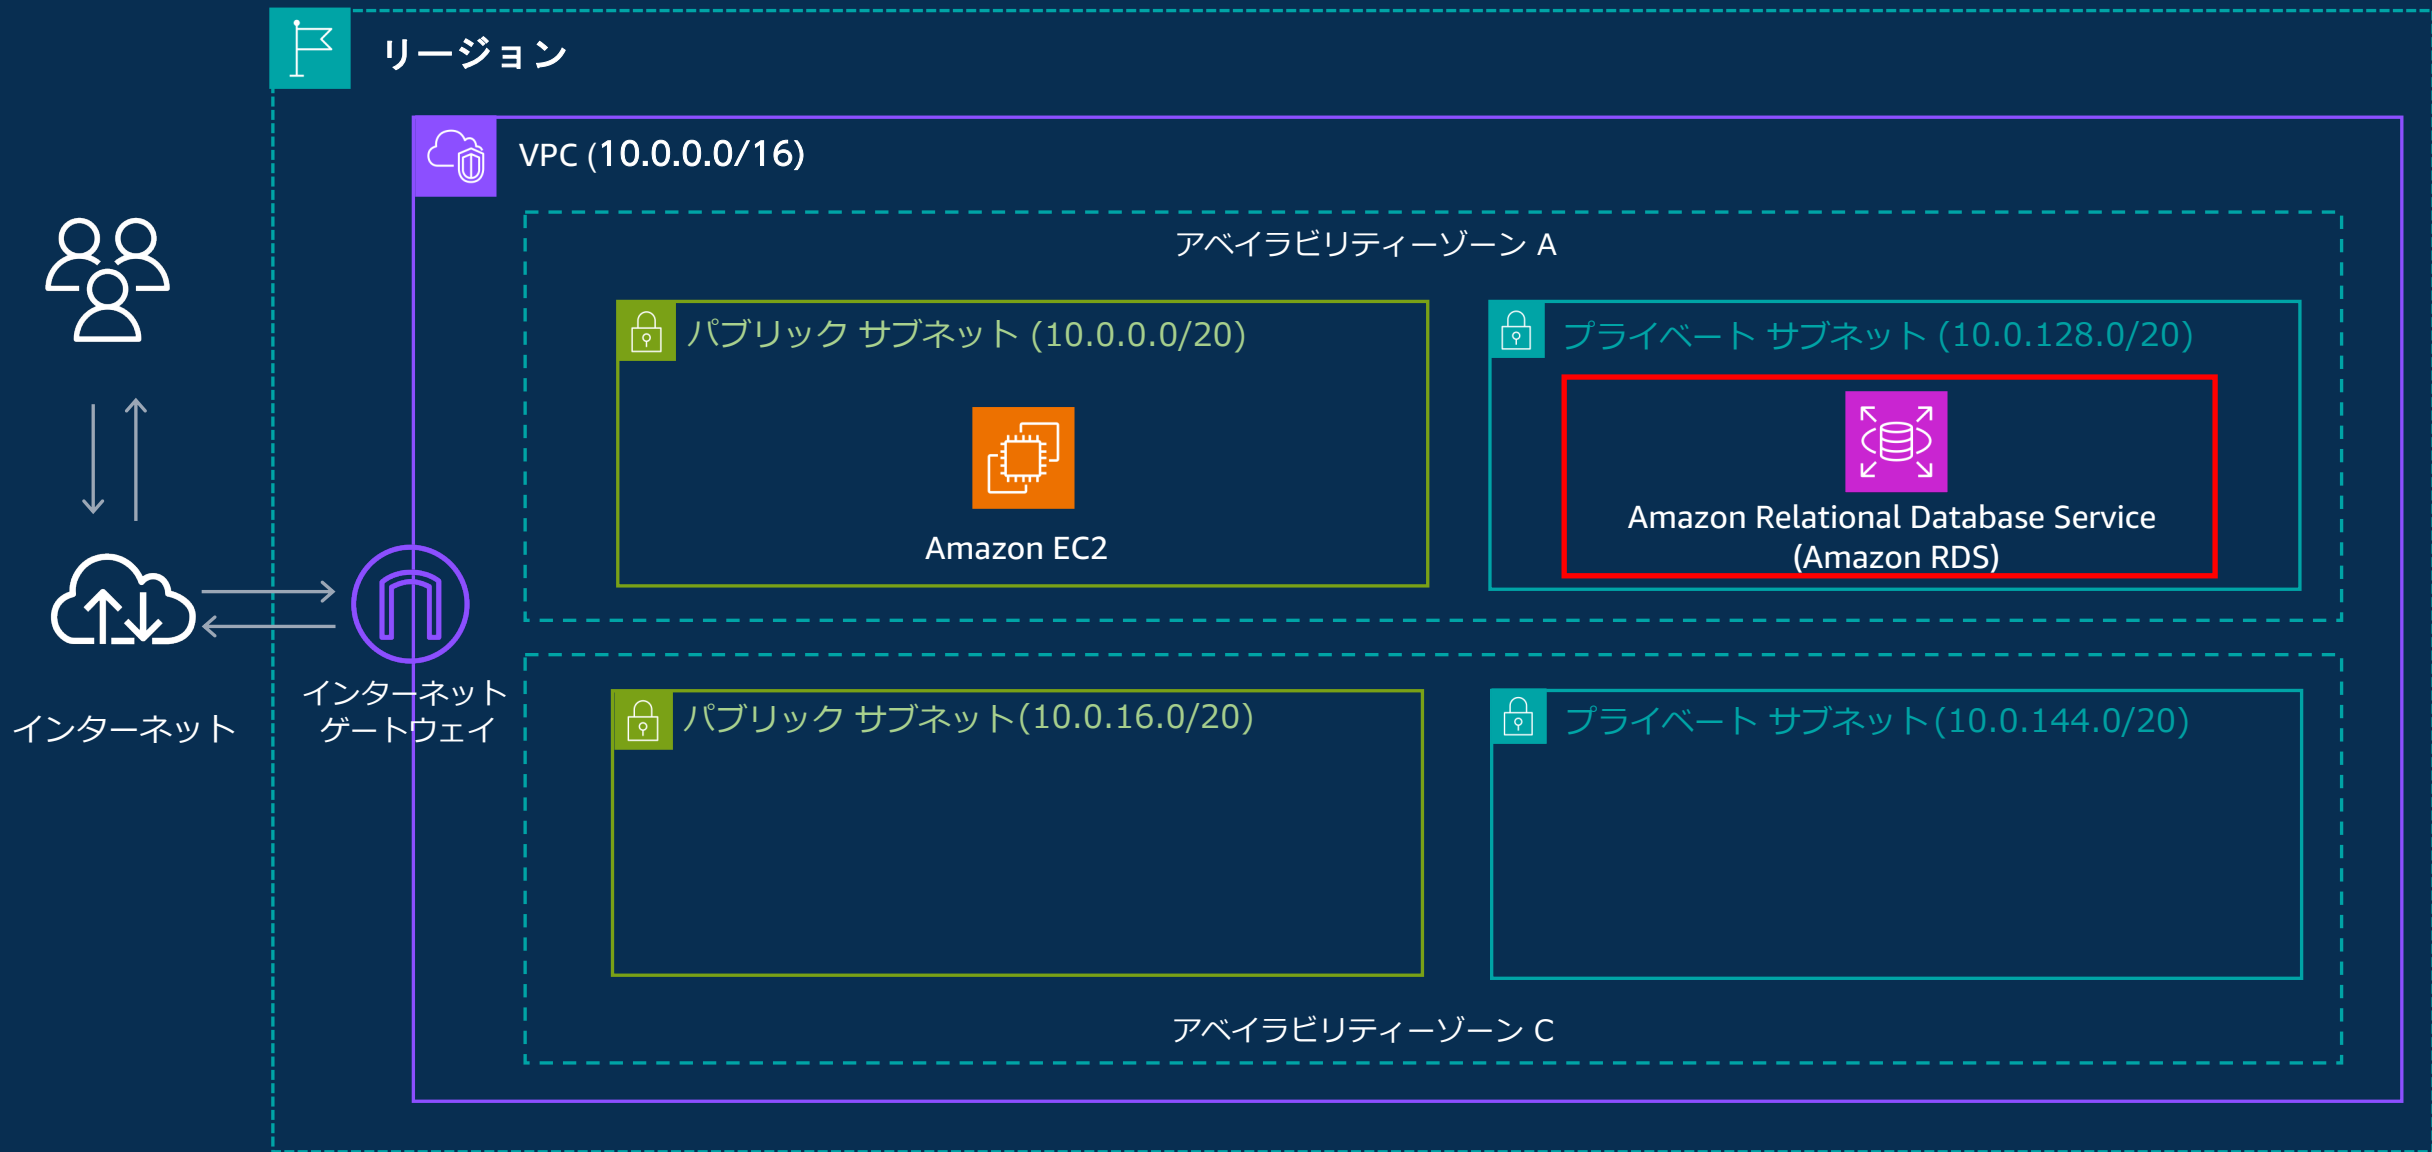 リージョン
VPC (10.0.0.0/16)
アベイラビリティーゾーン A
パブリック サブネット (10.0.0.0/20)
プライベート サブネット (10.0.128.0/20)
Amazon EC2
Amazon Relational Database Service
(Amazon RDS)
インターネット
インターネット
ゲートウェイ
パブリック サブネット(10.0.16.0/20)
プライベート サブネット(10.0.144.0/20)
アベイラビリティーゾーン C